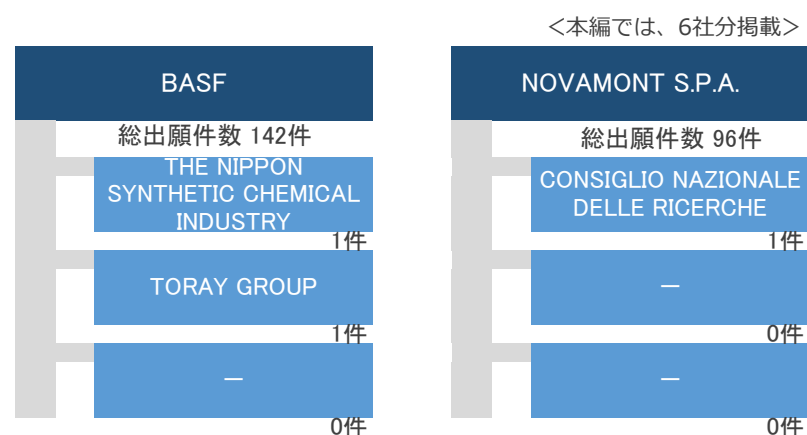 <本編では、6社分掲載>
BASF
総出願件数 142件
THE NIPPON
SYNTHETIC CHEMICAL
INDUSTRY
1件
TORAY GROUP
1件
－
0件
NOVAMONT S.P.A.
総出願件数 96件
CONSIGLIO NAZIONALE
DELLE RICERCHE
1件
－
0件
－
0件